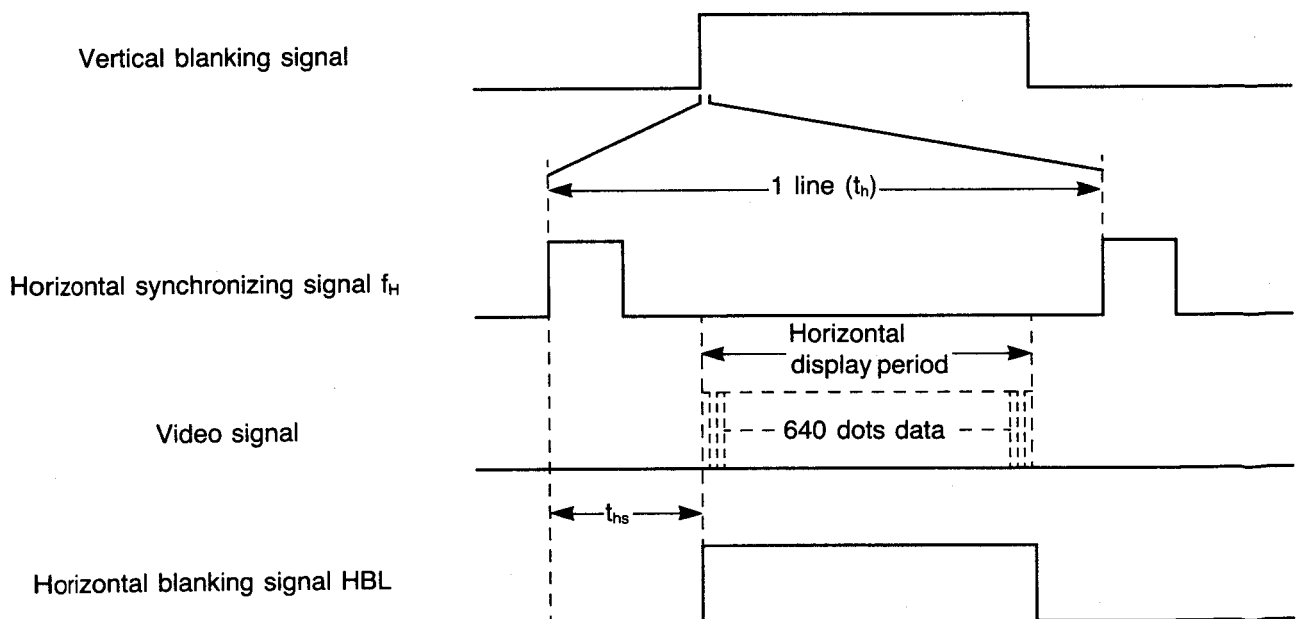 Vertical blanking signal
1 line (th)
Horizontal synchronizing signal fH
Horizontal
display period
Video signal
640 dots data
ths
Horizontal blanking signal HBL